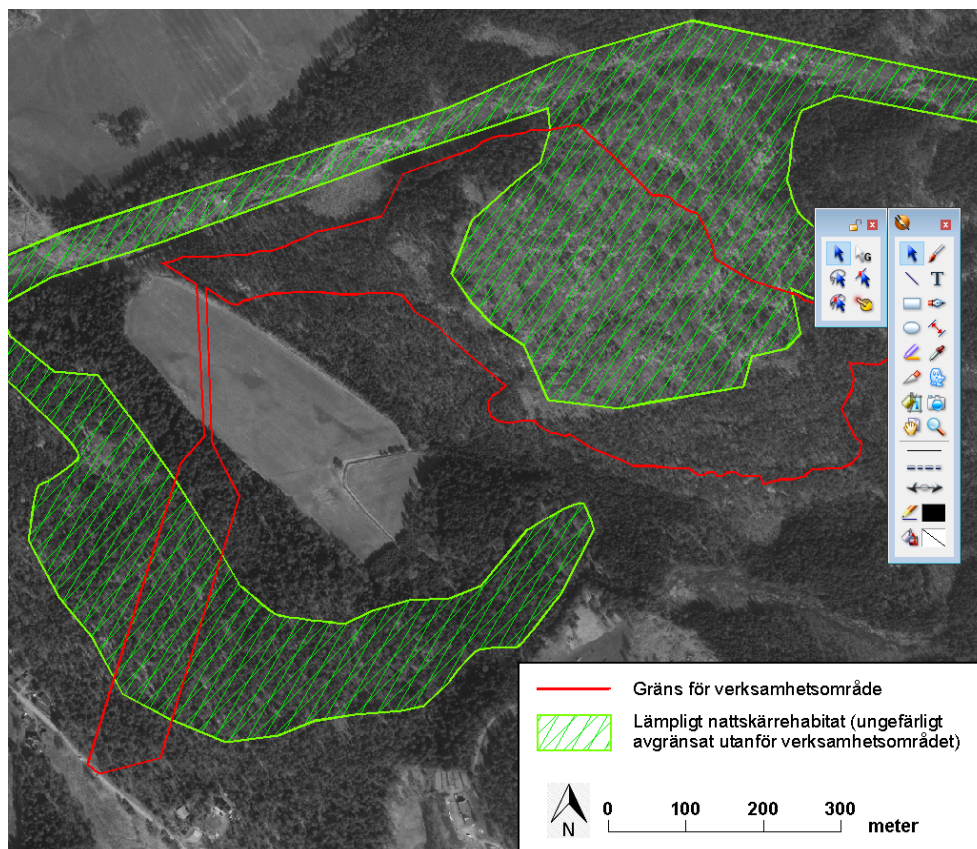 G
T
Gräns för verksamhetsområde
Lämpligt nattskärrehabitat (ungefärligt
avgränsat utanför verksamhetsområdet)
N
0 100 200 300
meter